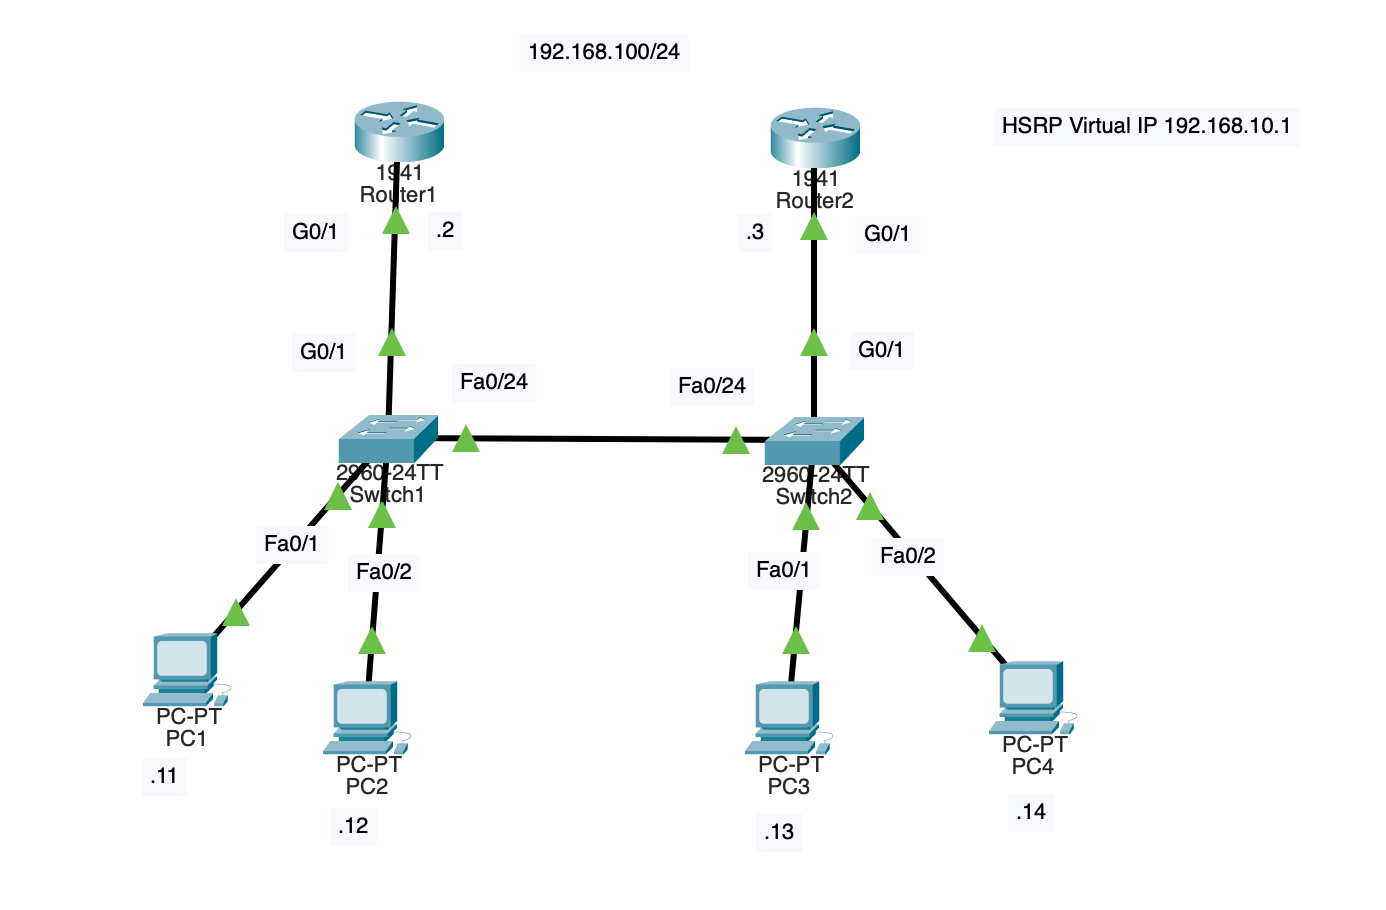 192.168.100/24
HSRP Virtual IP 192.168.10.1
1941
Router1
1941
Router2
G0/1
.2
.3
G0/1
G0/1
G0/1
Fa0/24
Fa0/24
2960-24TT
Switch1
2960-24TT
Switch2
Fa0/1
Fa0/2
Fa0/1
Fa0/2
PC-PT
PC1
PC-PT
PC2
PC-PT
PC3
PC-PT
PC4
.11
.12
.13
.14